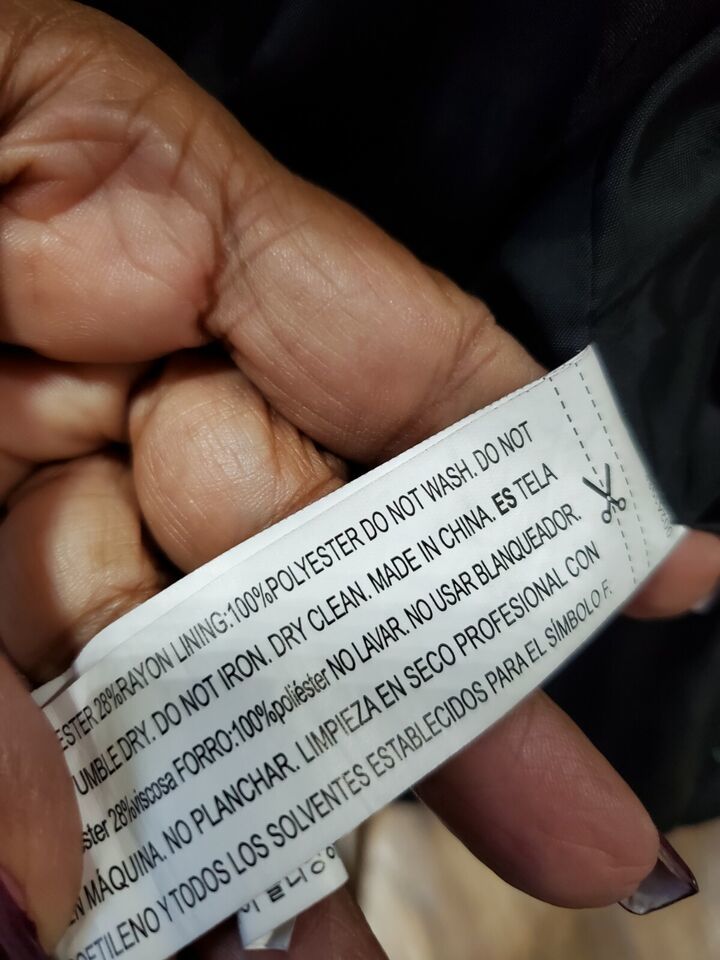 ESTER 28%RAYON LINING:100%POLYESTER DO NOT WASH. DO NOT
UMBLE DRY. DO NOT IRON. DRY CLEAN. MADE IN CHINA. ES TELA
ster 28%viscosa FORRO:100%poliéster NO LAVAR. NO USAR BLANQUEADOR.
EN MÁQUINA. NO PLANCHAR. LIMPIEZA EN SECO PROFESIONAL CON
OETILENO Y TODOS LOS SOLVENTES ESTABLECIDOS PARA EL SÍMBOLO F.